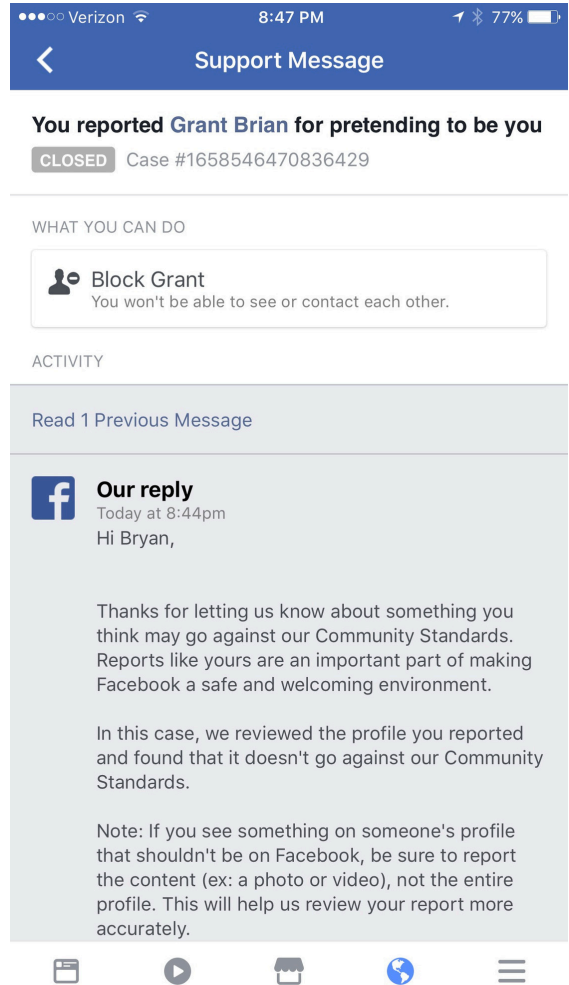 Verizon 8:47 PM 77%
Support Message
You reported Grant Brian for pretending to be you
CLOSED Case #1658546470836429
WHAT YOU CAN DO
Block Grant
You won't be able to see or contact each other.
ACTIVITY
Read 1 Previous Message
f Our reply
Today at 8:44pm
Hi Bryan,
Thanks for letting us know about something you
think may go against our Community Standards.
Reports like yours are an important part of making
Facebook a safe and welcoming environment.
In this case, we reviewed the profile you reported
and found that it doesn't go against our Community
Standards.
Note: If you see something on someone's profile
that shouldn't be on Facebook, be sure to report
the content (ex: a photo or video), not the entire
profile. This will help us review your report more
accurately.